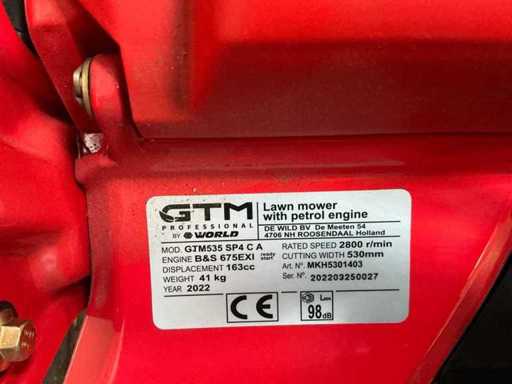 GTM
PROFESSIONAL
BY WORLD
Lawn mower
with petrol engine
DE WILD BV De Meeten 54
4706 NH ROOSENDAAL Holland
MOD. GTM535 SP4 C A
ENGINE B&S 675EXI ready start
DISPLACEMENT 163cc
WEIGHT 41 kg
YEAR 2022
RATED SPEED 2800 r/min
CUTTING WIDTH 530mm
Art. N°. MKH5301403
Ser. N°. 202203250027
CE
LWA
98dB